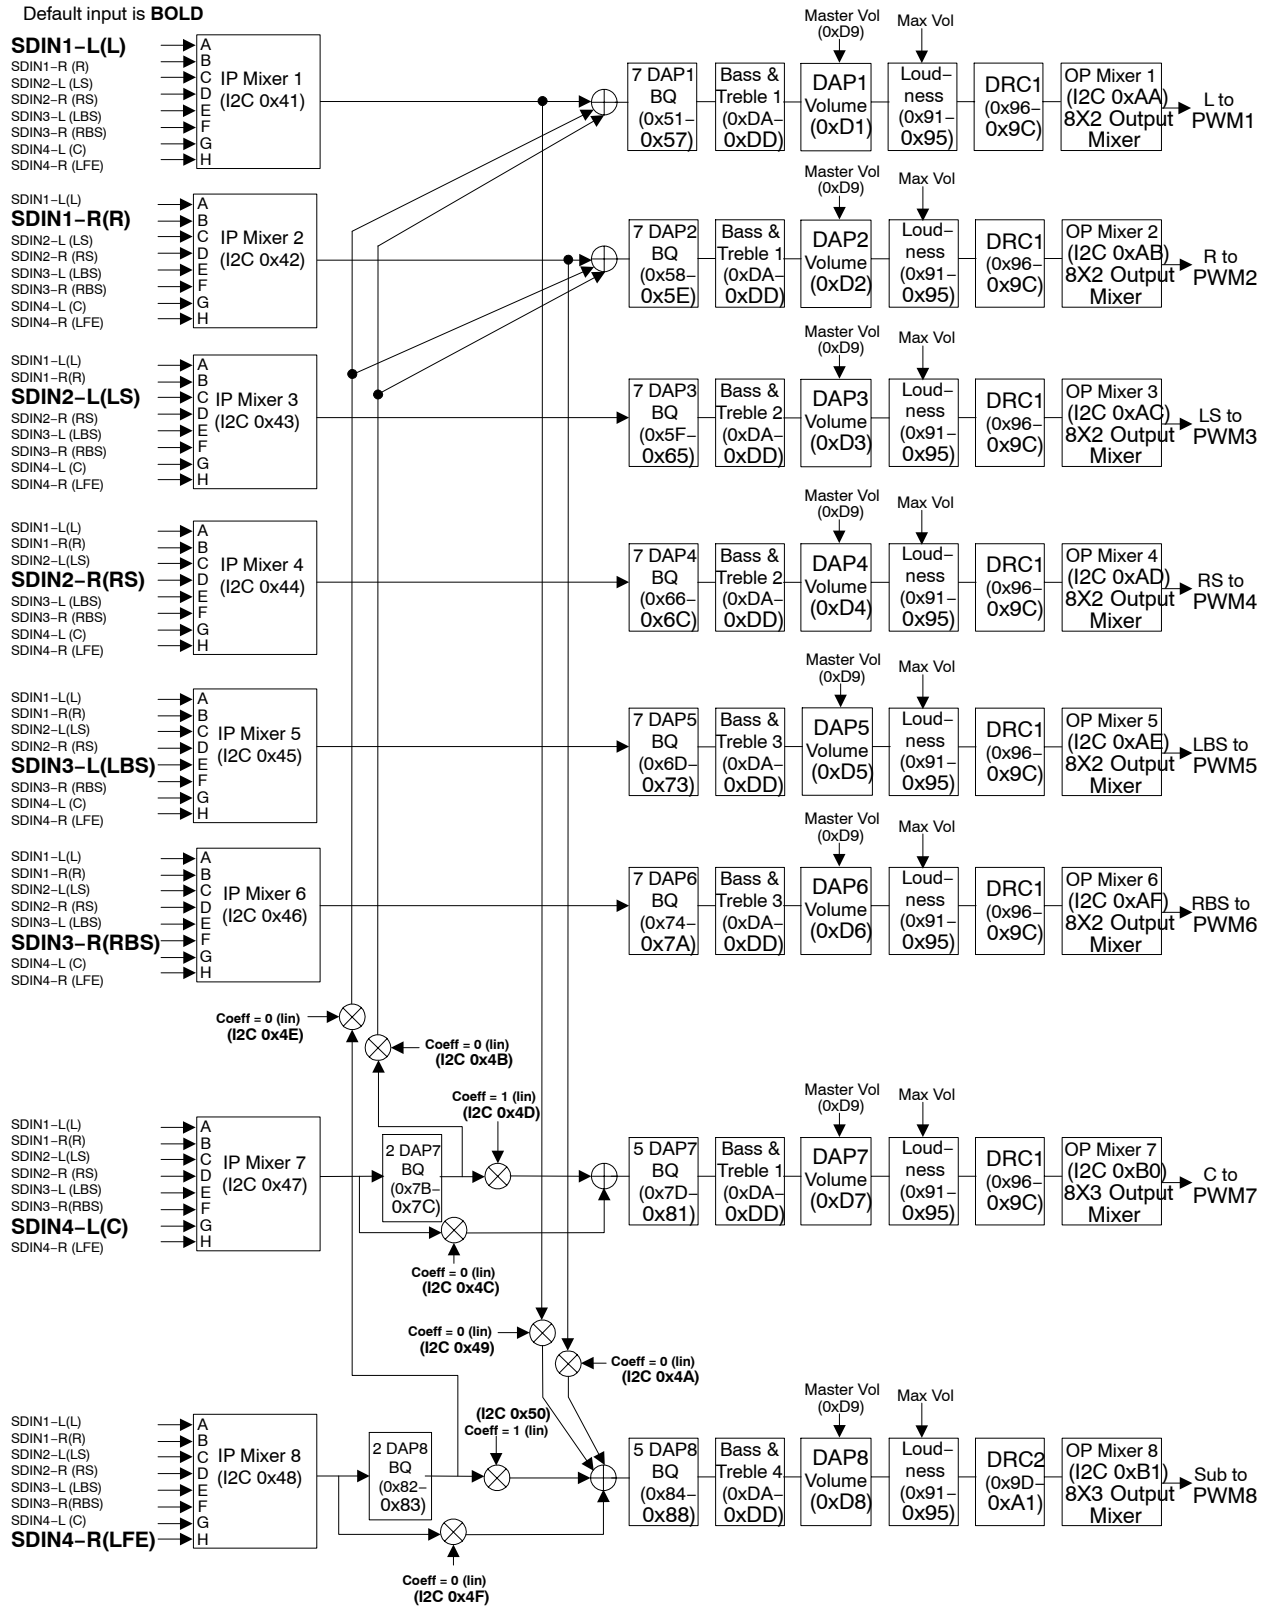 Default input is BOLD
SDIN1−L(L)
SDIN1−R (R)
SDIN2−L (LS)
SDIN2−R (RS)
SDIN3−L (LBS)
SDIN3−R (RBS)
SDIN4−L (C)
SDIN4−R (LFE)
A
B
C
D
E
F
G
H
IP Mixer 1
(I2C 0x41)
7 DAP1
BQ
(0x51−
0x57)
Bass &
Treble 1
(0xDA−
0xDD)
Master Vol
(0xD9)
DAP1
Volume
(0xD1)
Max Vol
Loud−
ness
(0x91−
0x95)
DRC1
(0x96−
0x9C)
OP Mixer 1
(I2C 0xAA)
8X2 Output
Mixer
L to
PWM1
SDIN1−L(L)
SDIN1−R(R)
SDIN2−L (LS)
SDIN2−R (RS)
SDIN3−L (LBS)
SDIN3−R (RBS)
SDIN4−L (C)
SDIN4−R (LFE)
A
B
C
D
E
F
G
H
IP Mixer 2
(I2C 0x42)
7 DAP2
BQ
(0x58−
0x5E)
Bass &
Treble 1
(0xDA−
0xDD)
Master Vol
(0xD9)
DAP2
Volume
(0xD2)
Max Vol
Loud−
ness
(0x91−
0x95)
DRC1
(0x96−
0x9C)
OP Mixer 2
(I2C 0xAB)
8X2 Output
Mixer
R to
PWM2
SDIN1−L(L)
SDIN1−R(R)
SDIN2−L(LS)
SDIN2−R (RS)
SDIN3−L (LBS)
SDIN3−R (RBS)
SDIN4−L (C)
SDIN4−R (LFE)
A
B
C
D
E
F
G
H
IP Mixer 3
(I2C 0x43)
7 DAP3
BQ
(0x5F−
0x65)
Bass &
Treble 2
(0xDA−
0xDD)
Master Vol
(0xD9)
DAP3
Volume
(0xD3)
Max Vol
Loud−
ness
(0x91−
0x95)
DRC1
(0x96−
0x9C)
OP Mixer 3
(I2C 0xAC)
8X2 Output
Mixer
LS to
PWM3
SDIN1−L(L)
SDIN1−R(R)
SDIN2−L(LS)
SDIN2−R(RS)
SDIN3−L (LBS)
SDIN3−R (RBS)
SDIN4−L (C)
SDIN4−R (LFE)
A
B
C
D
E
F
G
H
IP Mixer 4
(I2C 0x44)
7 DAP4
BQ
(0x66−
0x6C)
Bass &
Treble 2
(0xDA−
0xDD)
Master Vol
(0xD9)
DAP4
Volume
(0xD4)
Max Vol
Loud−
ness
(0x91−
0x95)
DRC1
(0x96−
0x9C)
OP Mixer 4
(I2C 0xAD)
8X2 Output
Mixer
RS to
PWM4
SDIN1−L(L)
SDIN1−R(R)
SDIN2−L(LS)
SDIN2−R (RS)
SDIN3−L(LBS)
SDIN3−R (RBS)
SDIN4−L (C)
SDIN4−R (LFE)
A
B
C
D
E
F
G
H
IP Mixer 5
(I2C 0x45)
7 DAP5
BQ
(0x6D−
0x73)
Bass &
Treble 3
(0xDA−
0xDD)
Master Vol
(0xD9)
DAP5
Volume
(0xD5)
Max Vol
Loud−
ness
(0x91−
0x95)
DRC1
(0x96−
0x9C)
OP Mixer 5
(I2C 0xAE)
8X2 Output
Mixer
LBS to
PWM5
SDIN1−L(L)
SDIN1−R(R)
SDIN2−L(LS)
SDIN2−R (RS)
SDIN3−L (LBS)
SDIN3−R(RBS)
SDIN4−L (C)
SDIN4−R (LFE)
A
B
C
D
E
F
G
H
IP Mixer 6
(I2C 0x46)
7 DAP6
BQ
(0x74−
0x7A)
Bass &
Treble 3
(0xDA−
0xDD)
Master Vol
(0xD9)
DAP6
Volume
(0xD6)
Max Vol
Loud−
ness
(0x91−
0x95)
DRC1
(0x96−
0x9C)
OP Mixer 6
(I2C 0xAF)
8X2 Output
Mixer
RBS to
PWM6
Coeff = 0 (lin)
(I2C 0x4E)
Coeff = 0 (lin)
(I2C 0x4B)
Coeff = 1 (lin)
(I2C 0x4D)
SDIN1−L(L)
SDIN1−R(R)
SDIN2−L(LS)
SDIN2−R (RS)
SDIN3−L (LBS)
SDIN3−R(RBS)
SDIN4−L(C)
SDIN4−R (LFE)
A
B
C
D
E
F
G
H
IP Mixer 7
(I2C 0x47)
2 DAP7
BQ
(0x7B−
0x7C)
Coeff = 0 (lin)
(I2C 0x4C)
5 DAP7
BQ
(0x7D−
0x81)
Bass &
Treble 1
(0xDA−
0xDD)
Master Vol
(0xD9)
DAP7
Volume
(0xD7)
Max Vol
Loud−
ness
(0x91−
0x95)
DRC1
(0x96−
0x9C)
OP Mixer 7
(I2C 0xB0)
8X3 Output
Mixer
C to
PWM7
Coeff = 0 (lin)
(I2C 0x49)
Coeff = 0 (lin)
(I2C 0x4A)
(I2C 0x50)
Coeff = 1 (lin)
SDIN1−L(L)
SDIN1−R(R)
SDIN2−L(LS)
SDIN2−R (RS)
SDIN3−L (LBS)
SDIN3−R(RBS)
SDIN4−L (C)
SDIN4−R(LFE)
A
B
C
D
E
F
G
H
IP Mixer 8
(I2C 0x48)
2 DAP8
BQ
(0x82−
0x83)
Coeff = 0 (lin)
(I2C 0x4F)
5 DAP8
BQ
(0x84−
0x88)
Bass &
Treble 4
(0xDA−
0xDD)
Master Vol
(0xD9)
DAP8
Volume
(0xD8)
Max Vol
Loud−
ness
(0x91−
0x95)
DRC2
(0x9D−
0xA1)
OP Mixer 8
(I2C 0xB1)
8X3 Output
Mixer
Sub to
PWM8